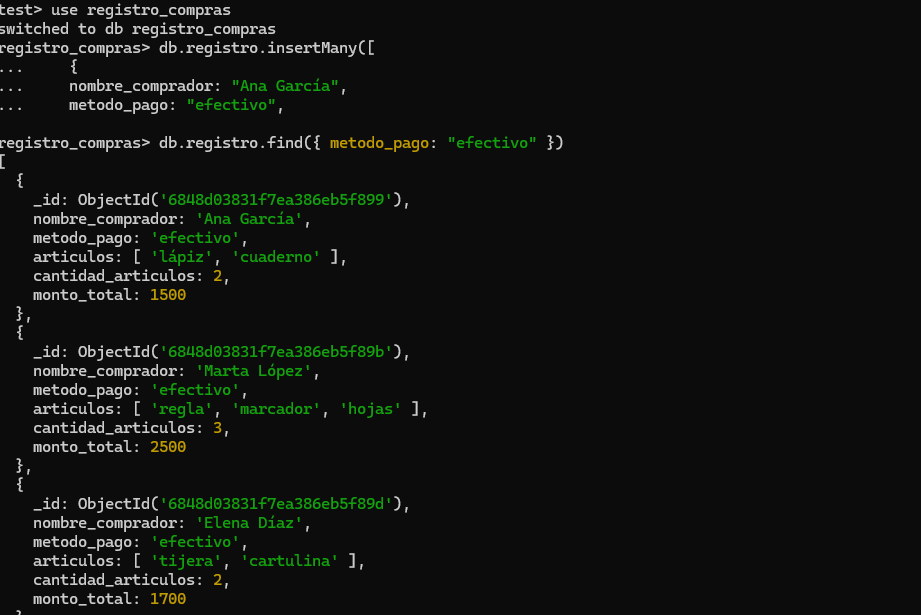 test> use registro_compras
switched to db registro_compras
registro_compras> db.registro.insertMany([
...     {
...     nombre_comprador: "Ana García",
...     metodo_pago: "efectivo",
registro_compras> db.registro.find({ metodo_pago: "efectivo" })
[
  {
    _id: ObjectId('6848d03831f7ea386eb5f899'),
    nombre_comprador: 'Ana García',
    metodo_pago: 'efectivo',
    articulos: [ 'lápiz', 'cuaderno' ],
    cantidad_articulos: 2,
    monto_total: 1500
  },
  {
    _id: ObjectId('6848d03831f7ea386eb5f89b'),
    nombre_comprador: 'Marta López',
    metodo_pago: 'efectivo',
    articulos: [ 'regla', 'marcador', 'hojas' ],
    cantidad_articulos: 3,
    monto_total: 2500
  },
  {
    _id: ObjectId('6848d03831f7ea386eb5f89d'),
    nombre_comprador: 'Elena Díaz',
    metodo_pago: 'efectivo',
    articulos: [ 'tijera', 'cartulina' ],
    cantidad_articulos: 2,
    monto_total: 1700